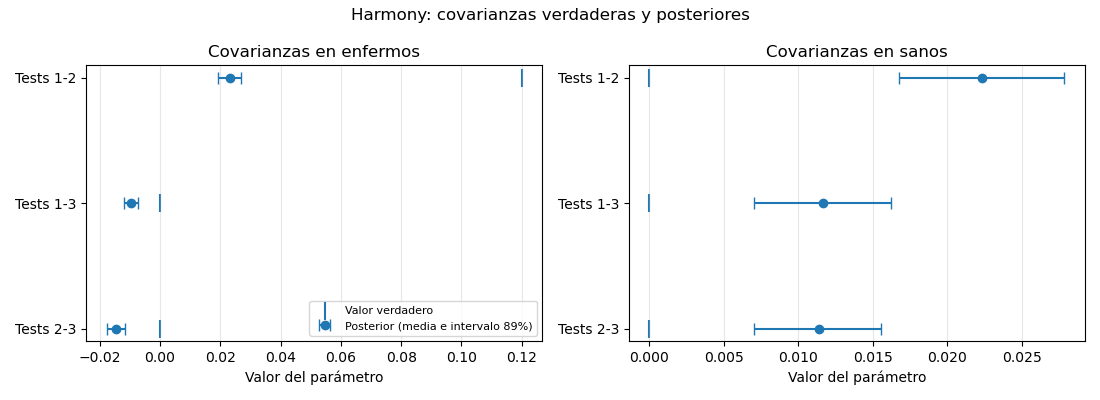 Harmony: covarianzas verdaderas y posteriores
Covarianzas en enfermos
Tests 1-2
Tests 1-3
Tests 2-3
Valor verdadero
Posterior (media e intervalo 89%)
−0.02 0.00 0.02 0.04 0.06 0.08 0.10 0.12
Valor del parámetro
Covarianzas en sanos
Tests 1-2
Tests 1-3
Tests 2-3
0.000 0.005 0.010 0.015 0.020 0.025
Valor del parámetro